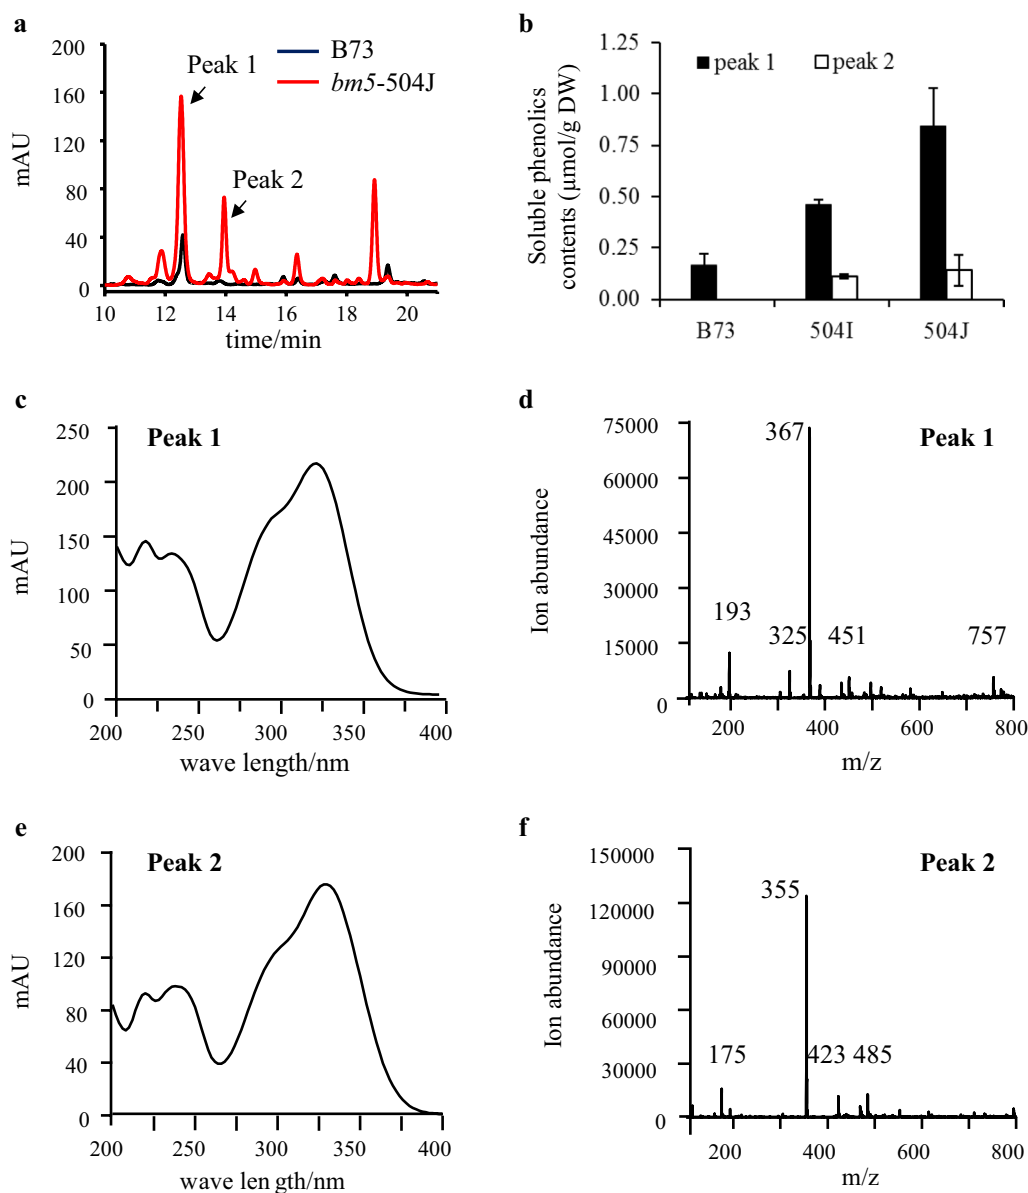 a
200
160
120
80
40
0
mAU
Peak 1
Peak 2
B73
bm5-504J
10 12 14 16 18 20
time/min
b
1.25
1.00
0.75
0.50
0.25
0.00
Soluble phenolics
contents (μmol/g DW)
peak 1 peak 2
B73 504I 504J
c
Peak 1
250
200
150
100
50
0
mAU
200 250 300 350 400
wave length/nm
d
Peak 1
75000
60000
45000
30000
15000
0
Ion abundance
367
193
325
451
757
200 400 600 800
m/z
e
Peak 2
200
160
120
80
40
0
mAU
200 250 300 350 400
wave len gth/nm
f
Peak 2
150000
120000
90000
60000
30000
0
Ion abundance
355
175
423 485
200 400 600 800
m/z